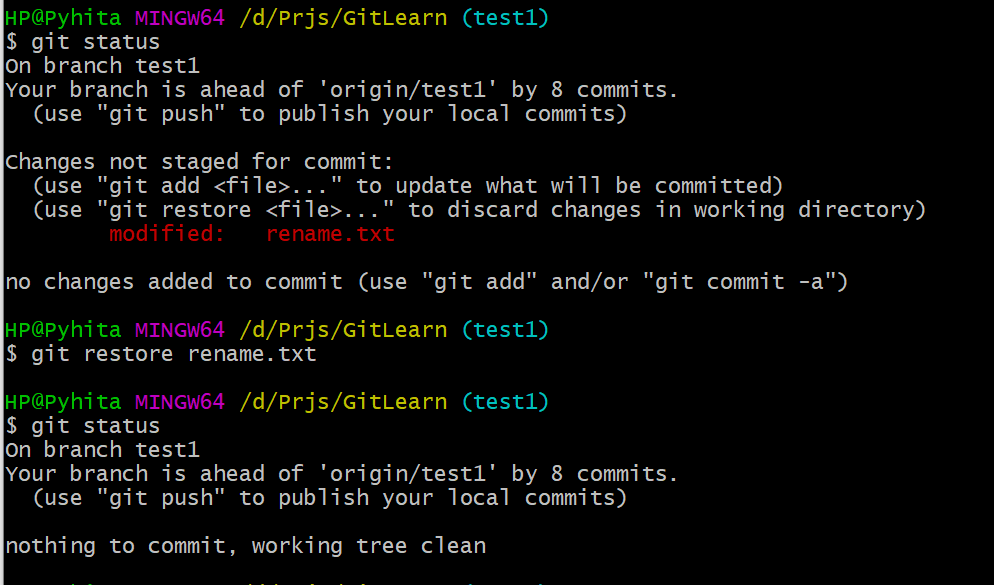 HP@Pyhita MINGW64 /d/Prjs/GitLearn (test1)
$ git status
On branch test1
Your branch is ahead of 'origin/test1' by 8 commits.
  (use "git push" to publish your local commits)

Changes not staged for commit:
  (use "git add <file>..." to update what will be committed)
  (use "git restore <file>..." to discard changes in working directory)
        modified:   rename.txt

no changes added to commit (use "git add" and/or "git commit -a")

HP@Pyhita MINGW64 /d/Prjs/GitLearn (test1)
$ git restore rename.txt

HP@Pyhita MINGW64 /d/Prjs/GitLearn (test1)
$ git status
On branch test1
Your branch is ahead of 'origin/test1' by 8 commits.
  (use "git push" to publish your local commits)

nothing to commit, working tree clean